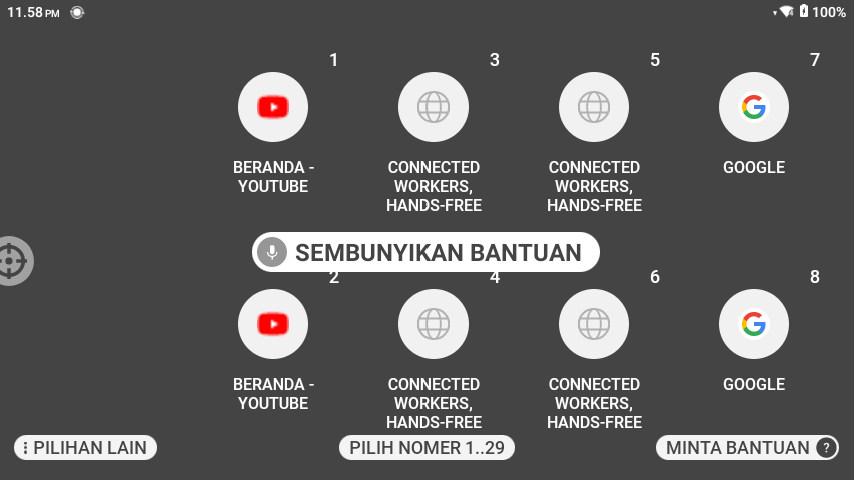 11.58 PM
100%
1
3
5
7
BERANDA -
YOUTUBE
CONNECTED
WORKERS,
HANDS-FREE
CONNECTED
WORKERS,
HANDS-FREE
GOOGLE
SEMBUNYIKAN BANTUAN
2
4
6
8
BERANDA -
YOUTUBE
CONNECTED
WORKERS,
HANDS-FREE
CONNECTED
WORKERS,
HANDS-FREE
GOOGLE
PILIHAN LAIN
PILIH NOMER 1..29
MINTA BANTUAN ?